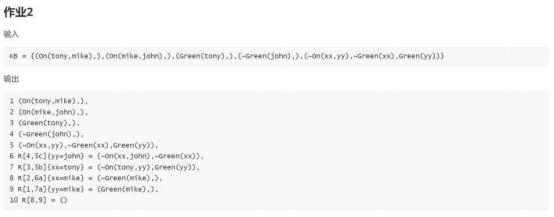 作业2
输入
KB = {(On(tony,mike),),(On(mike,john),),(Green(tony),),(~Green(john),),(~On(xx,yy),~Green(xx),Green(yy))}
输出
1 (On(tony,mike),),
2 (On(mike,john),),
3 (Green(tony),),
4 (~Green(john),),
5 (~On(xx,yy),~Green(xx),Green(yy)),
6 R[4,5c]{yy=john} = (~On(xx,john),~Green(xx)),
7 R[3,5b]{xx=tony} = (~On(tony,yy),Green(yy)),
8 R[2,6a]{xx=mike} = (~Green(mike),),
9 R[1,7a]{yy=mike} = (Green(mike),),
10 R[8,9] = ()